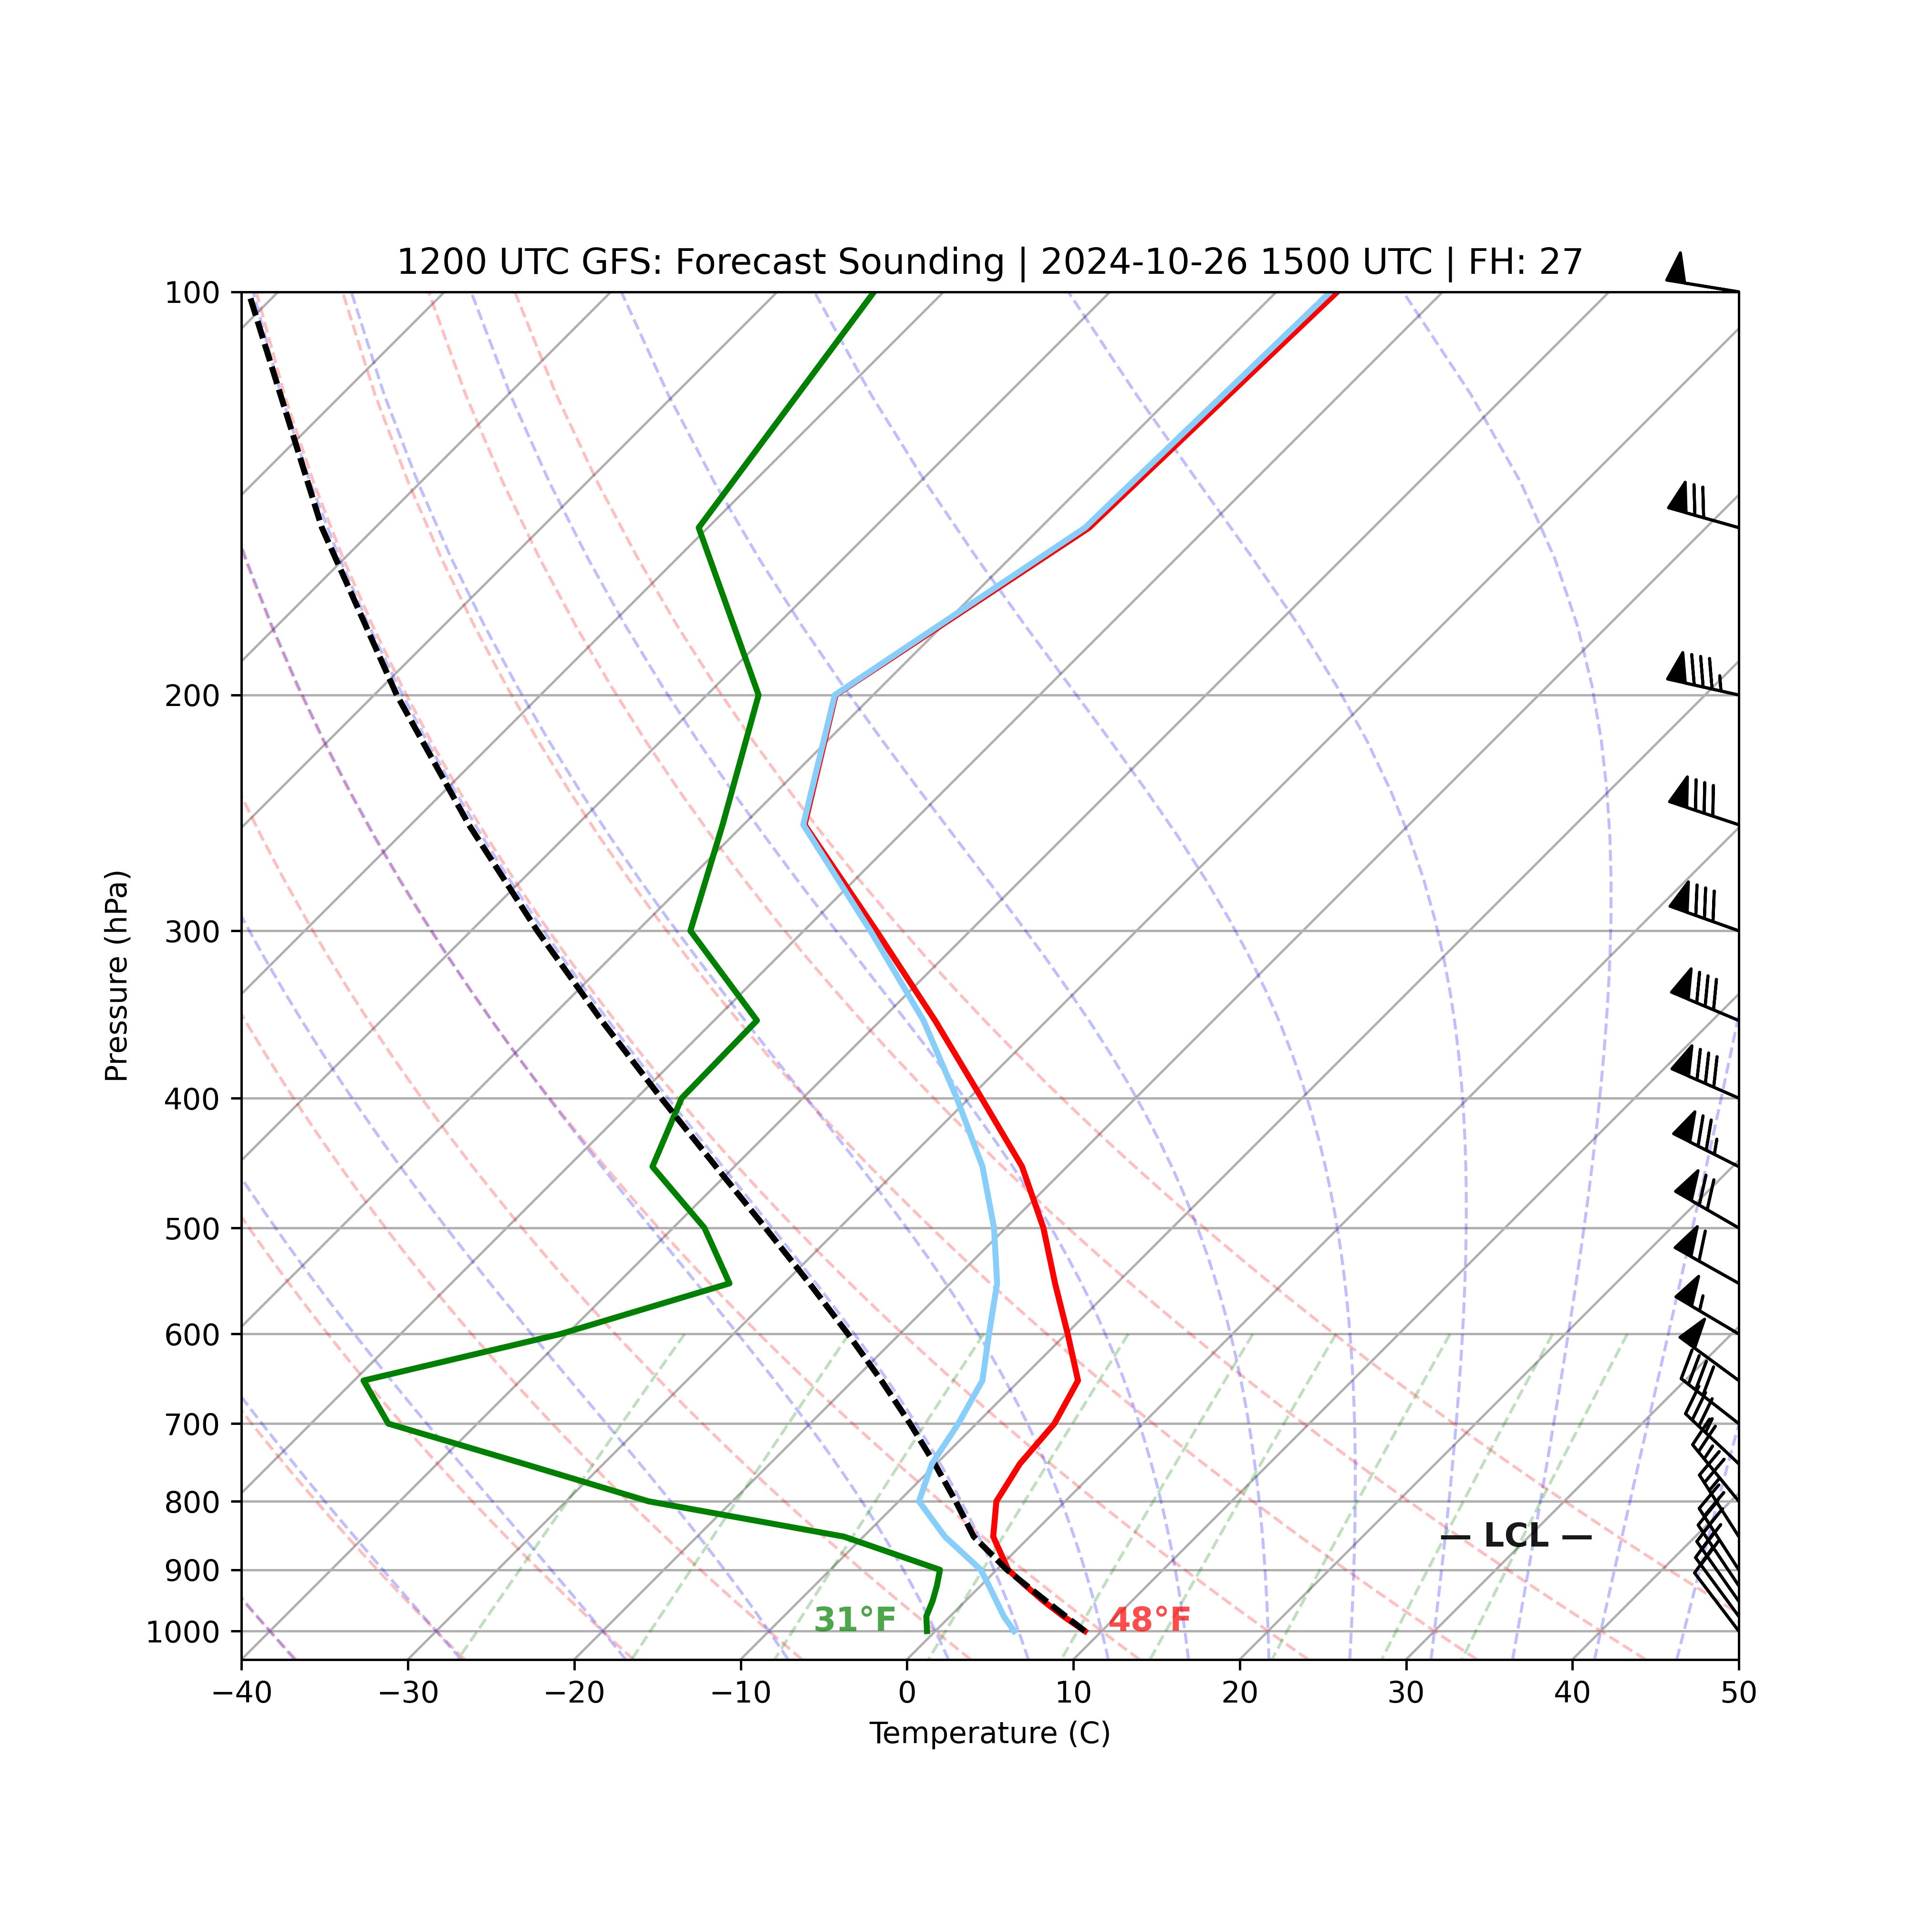 1200 UTC GFS: Forecast Sounding | 2024-10-26 1500 UTC | FH: 27
100
200
300
400
500
600
700
800
900
1000
Pressure (hPa)
— LCL —
31°F
48°F
−40 −30 −20 −10 0 10 20 30 40 50
Temperature (C)